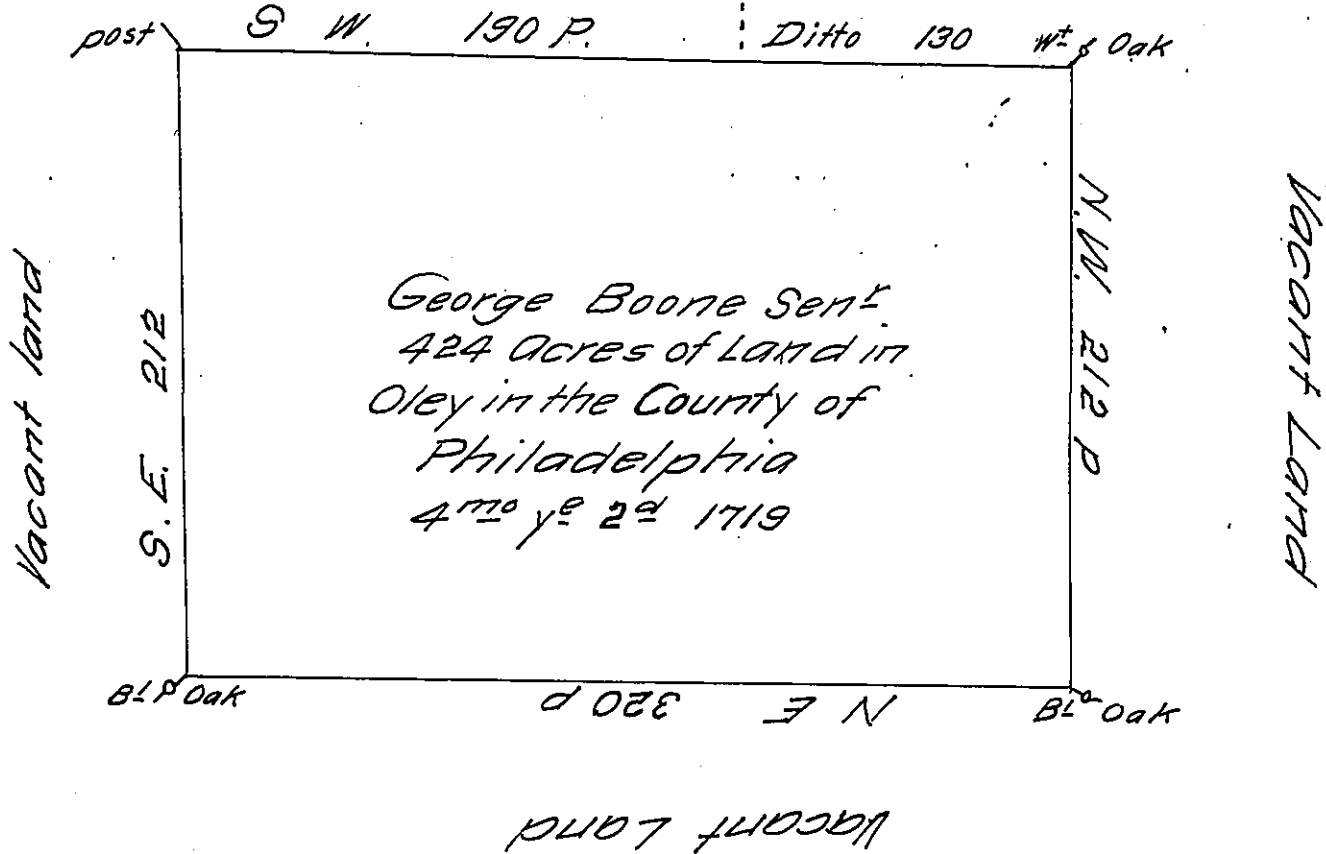 post S W. 190 P. Ditto 130 Wt Oak
Vacant land
S. E. 212
George Boone Senr
424 Acres of Land in
Oley in the County of
Philadelphia
4mo ye 2d 1719
N.W. 212 p
Vacant Land
Bl Oak
N E 320 p
Bl Oak
Vacant Land